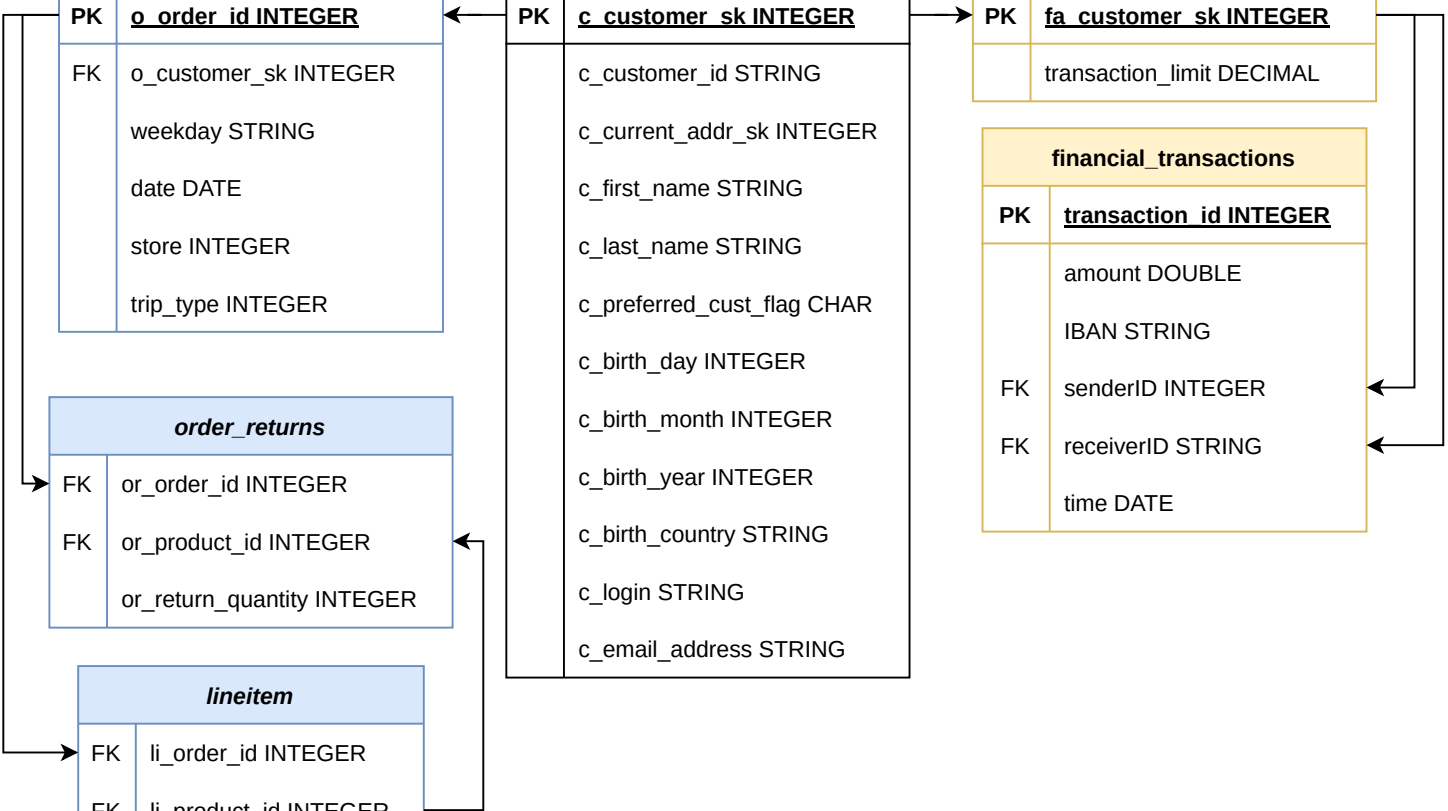 PK o_order_id INTEGER
FK o_customer_sk INTEGER
weekday STRING
date DATE
store INTEGER
trip_type INTEGER
order_returns
FK or_order_id INTEGER
FK or_product_id INTEGER
or_return_quantity INTEGER
lineitem
FK li_order_id INTEGER
FK li_product_id INTEGER
PK c_customer_sk INTEGER
c_customer_id STRING
c_current_addr_sk INTEGER
c_first_name STRING
c_last_name STRING
c_preferred_cust_flag CHAR
c_birth_day INTEGER
c_birth_month INTEGER
c_birth_year INTEGER
c_birth_country STRING
c_login STRING
c_email_address STRING
PK fa_customer_sk INTEGER
transaction_limit DECIMAL
financial_transactions
PK transaction_id INTEGER
amount DOUBLE
IBAN STRING
FK senderID INTEGER
FK receiverID STRING
time DATE